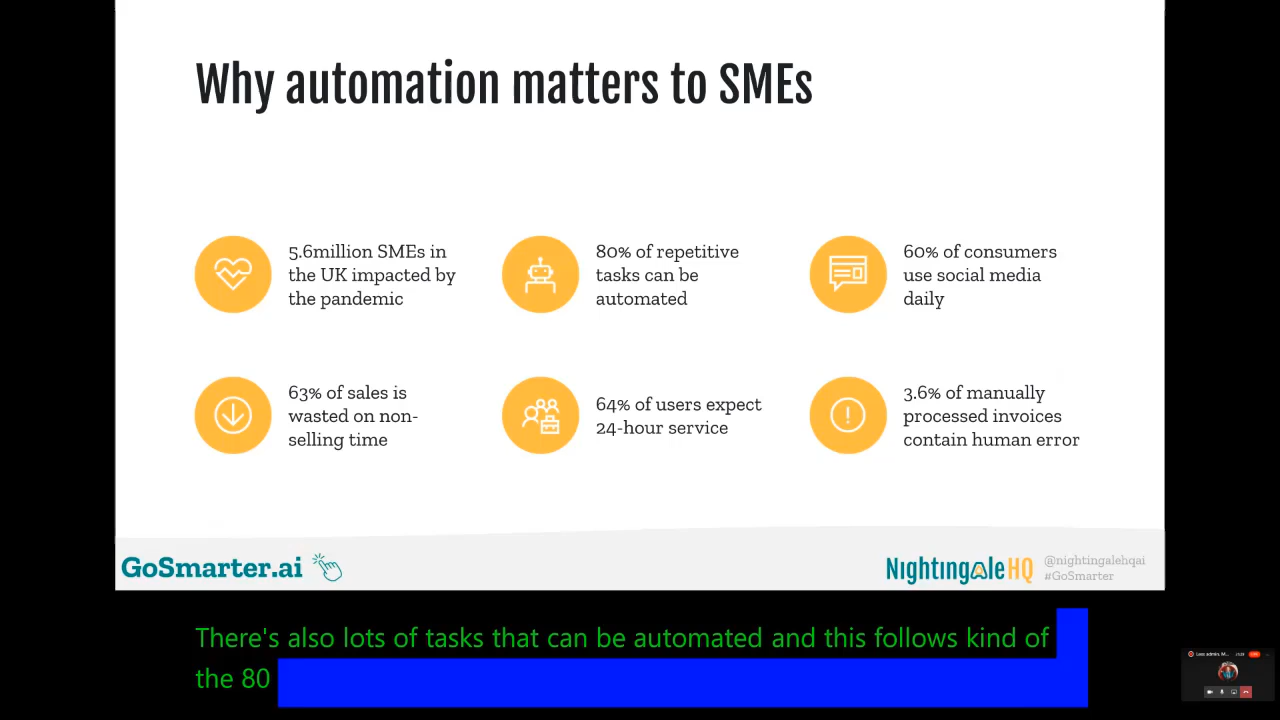 Why automation matters to SMEs
5.6million SMEs in
the UK impacted by
the pandemic
80% of repetitive
tasks can be
automated
60% of consumers
use social media
daily
63% of sales is
wasted on non-
selling time
64% of users expect
24-hour service
3.6% of manually
processed invoices
contain human error
GoSmarter.ai
NightingaleHQ
@nightingalehqai
#GoSmarter
There's also lots of tasks that can be automated and this follows kind of
the 80